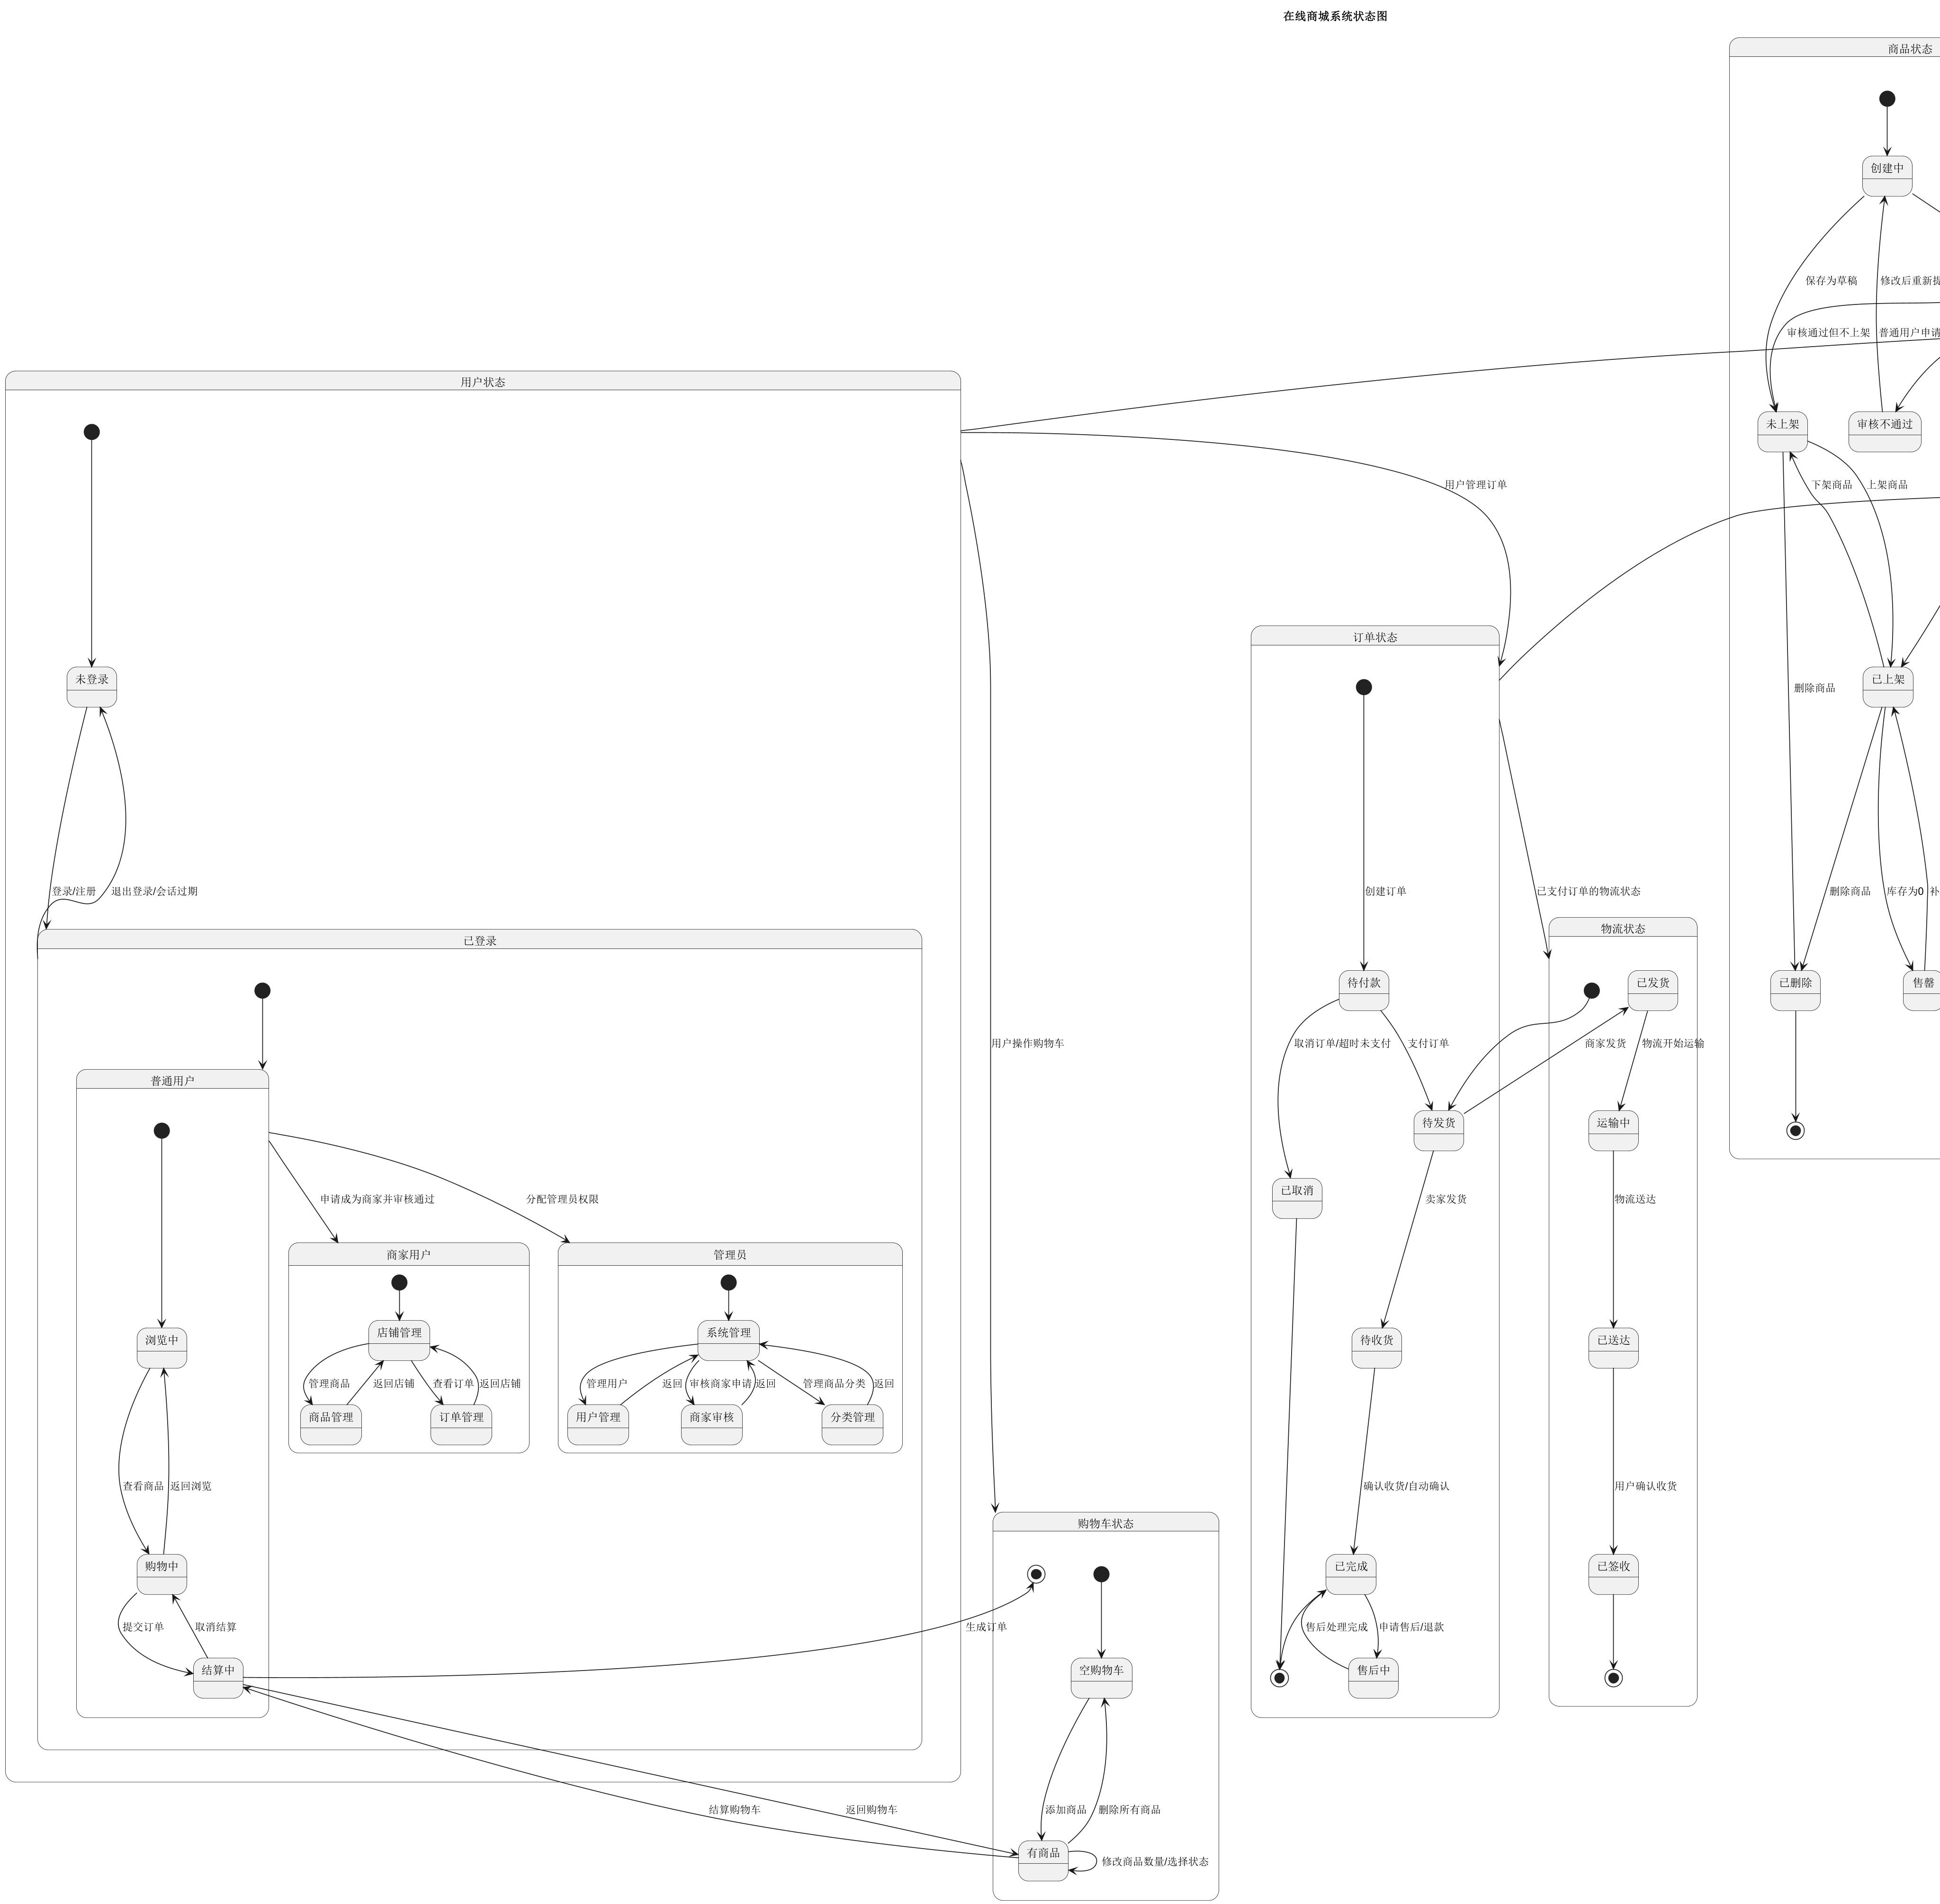 在线商城系统状态图
商品状态
创建中
保存为草稿
修改后重新提
审核通过但不上架
普通用户申请
未上架
审核不通过
下架商品
上架商品
删除商品
已上架
删除商品
库存为0
补
已删除
售罄
用户状态
未登录
登录/注册
退出登录/会话过期
已登录
普通用户
浏览中
查看商品
返回浏览
购物中
提交订单
取消结算
结算中
申请成为商家并审核通过
分配管理员权限
商家用户
店铺管理
管理商品
返回店铺
查看订单
返回店铺
商品管理
订单管理
管理员
系统管理
管理用户
返回
审核商家申请
返回
管理商品分类
返回
用户管理
商家审核
分类管理
用户管理订单
用户操作购物车
订单状态
创建订单
待付款
取消订单/超时未支付
支付订单
待发货
已取消
卖家发货
待收货
确认收货/自动确认
已完成
售后处理完成
申请售后/退款
售后中
已支付订单的物流状态
物流状态
已发货
商家发货
物流开始运输
运输中
物流送达
已送达
用户确认收货
已签收
购物车状态
生成订单
空购物车
添加商品
删除所有商品
有商品
修改商品数量/选择状态
结算购物车
返回购物车